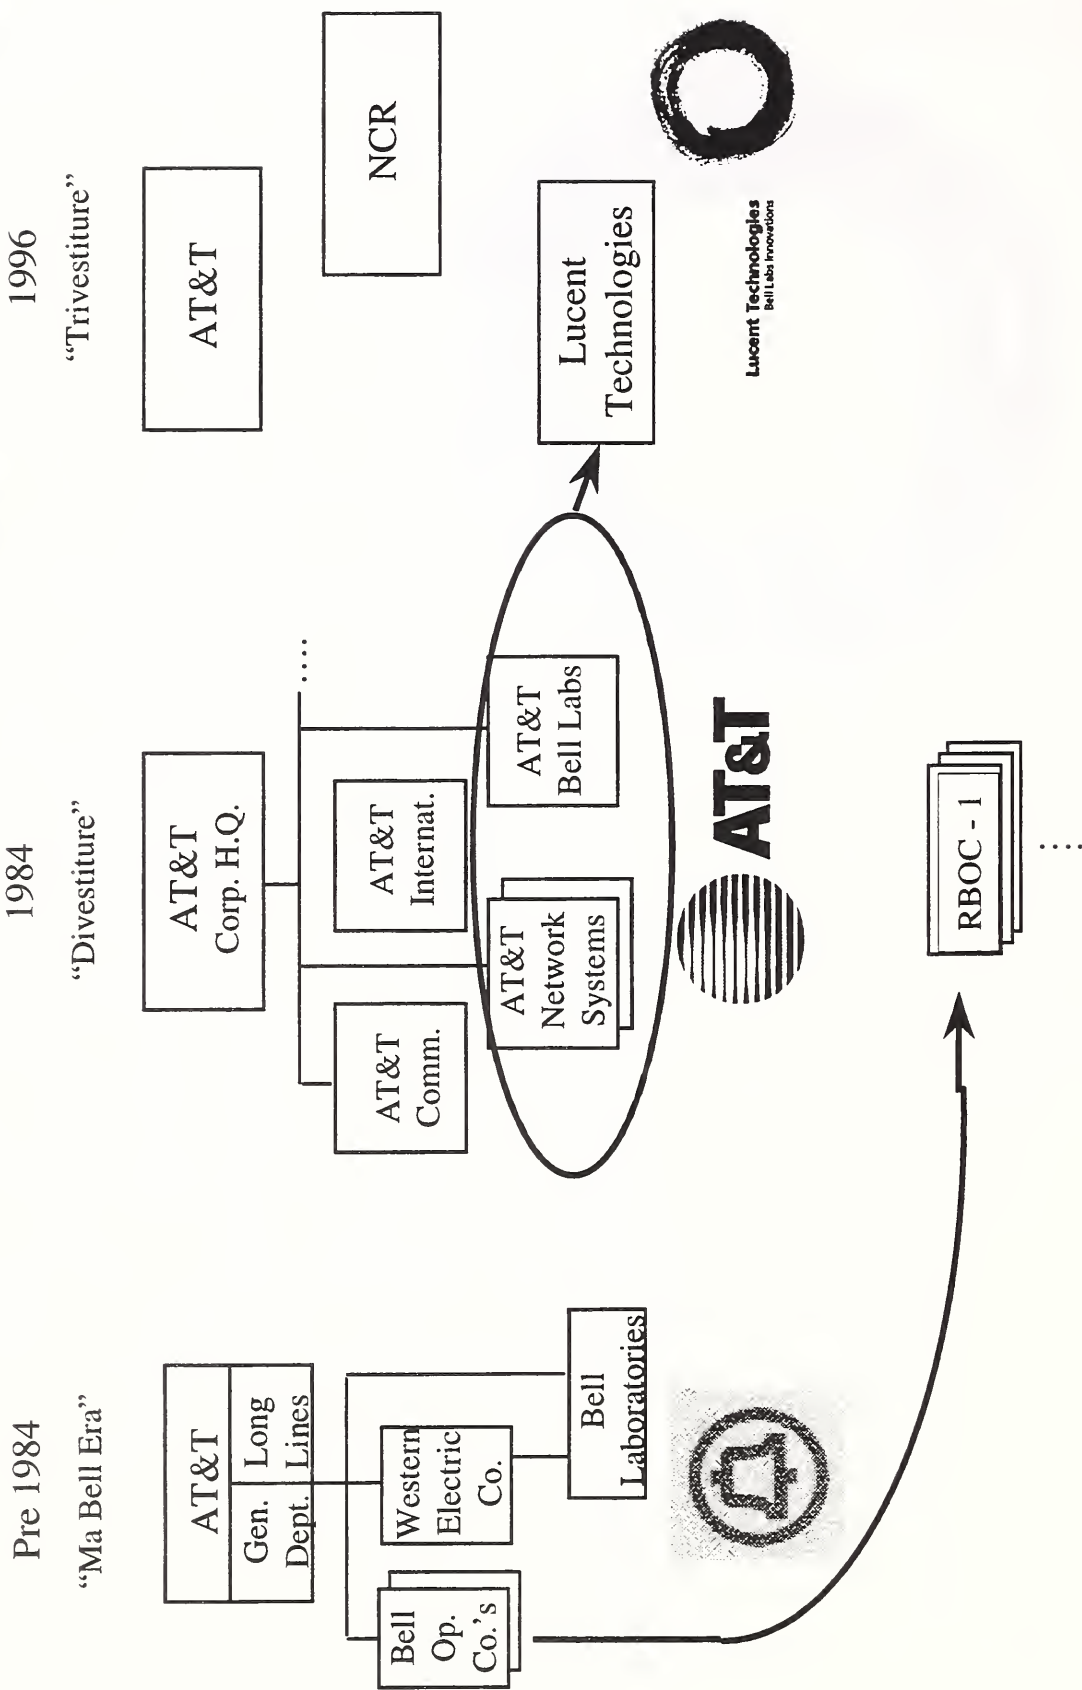 Pre 1984
“Ma Bell Era”
AT&T
Gen.
Dept.
Long
Lines
Bell
Op.
Co.'s
Western
Electric
Co.
Bell
Laboratories
1984
“Divestiture”
AT&T
Corp. H.Q.
....
AT&T
Comm.
AT&T
Internat.
AT&T
Network
Systems
AT&T
Bell Labs
AT&T
RBOC - 1
....
1996
“Trivestiture”
AT&T
NCR
Lucent
Technologies
Lucent Technologies
Bell Labs Innovations